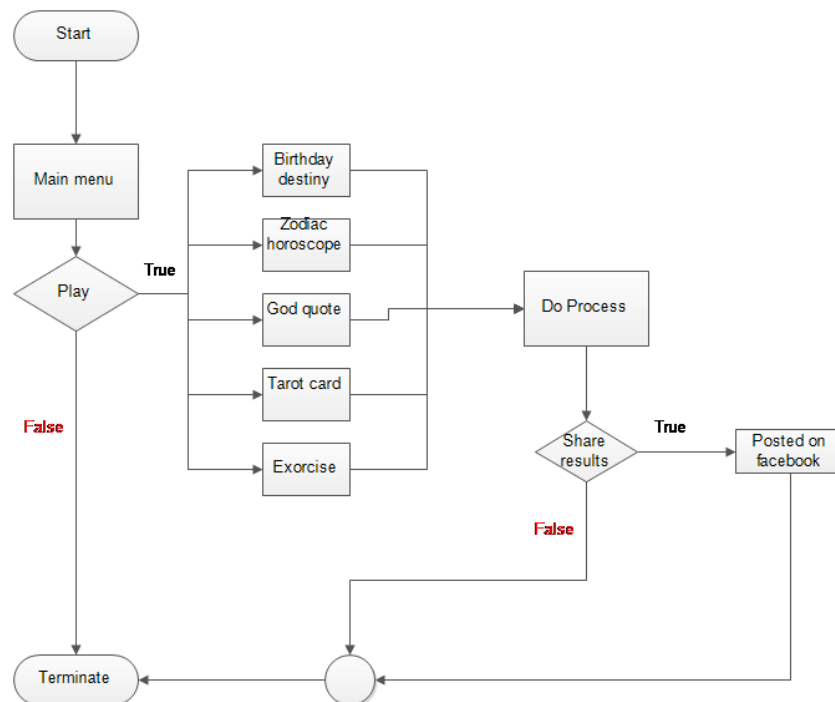 Start
Main menu
Play
True
False
Birthday
destiny
Zodiac
horoscope
God quote
Tarot card
Exorcise
Do Process
Share
results
True
False
Posted on
facebook
Terminate